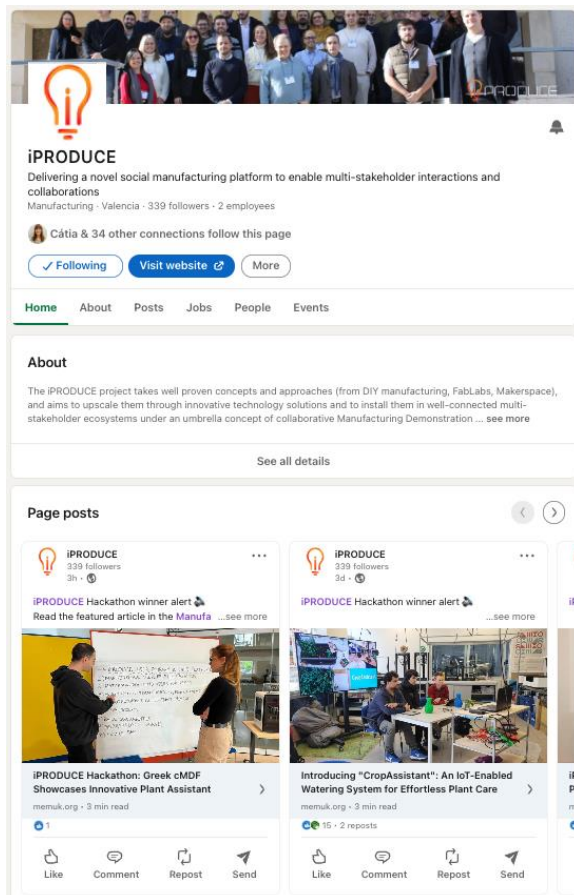 PRODUCE
iPRODUCE
Delivering a novel social manufacturing platform to enable multi-stakeholder interactions and
collaborations
Manufacturing · Valencia · 339 followers · 2 employees
Cátia & 34 other connections follow this page
Following
Visit website
More
Home About Posts Jobs People Events
About
The iPRODUCE project takes well proven concepts and approaches (from DIY manufacturing, FabLabs, Makerspace),
and aims to upscale them through innovative technology solutions and to install them in well-connected multi-
stakeholder ecosystems under an umbrella concept of collaborative Manufacturing Demonstration ... see more
See all details
Page posts
iPRODUCE
339 followers
3h
iPRODUCE Hackathon winner alert
Read the featured article in the Manufa ...see more
iPRODUCE Hackathon: Greek cMDF
Showcases Innovative Plant Assistant
memuk.org • 3 min read
1
Like Comment Repost Send
iPRODUCE
339 followers
3d
iPRODUCE Hackathon winner alert
...see more
Introducing "CropAssistant": An IoT-Enabled
Watering System for Effortless Plant Care
memuk.org • 3 min read
15 • 2 reposts
Like Comment Repost Send